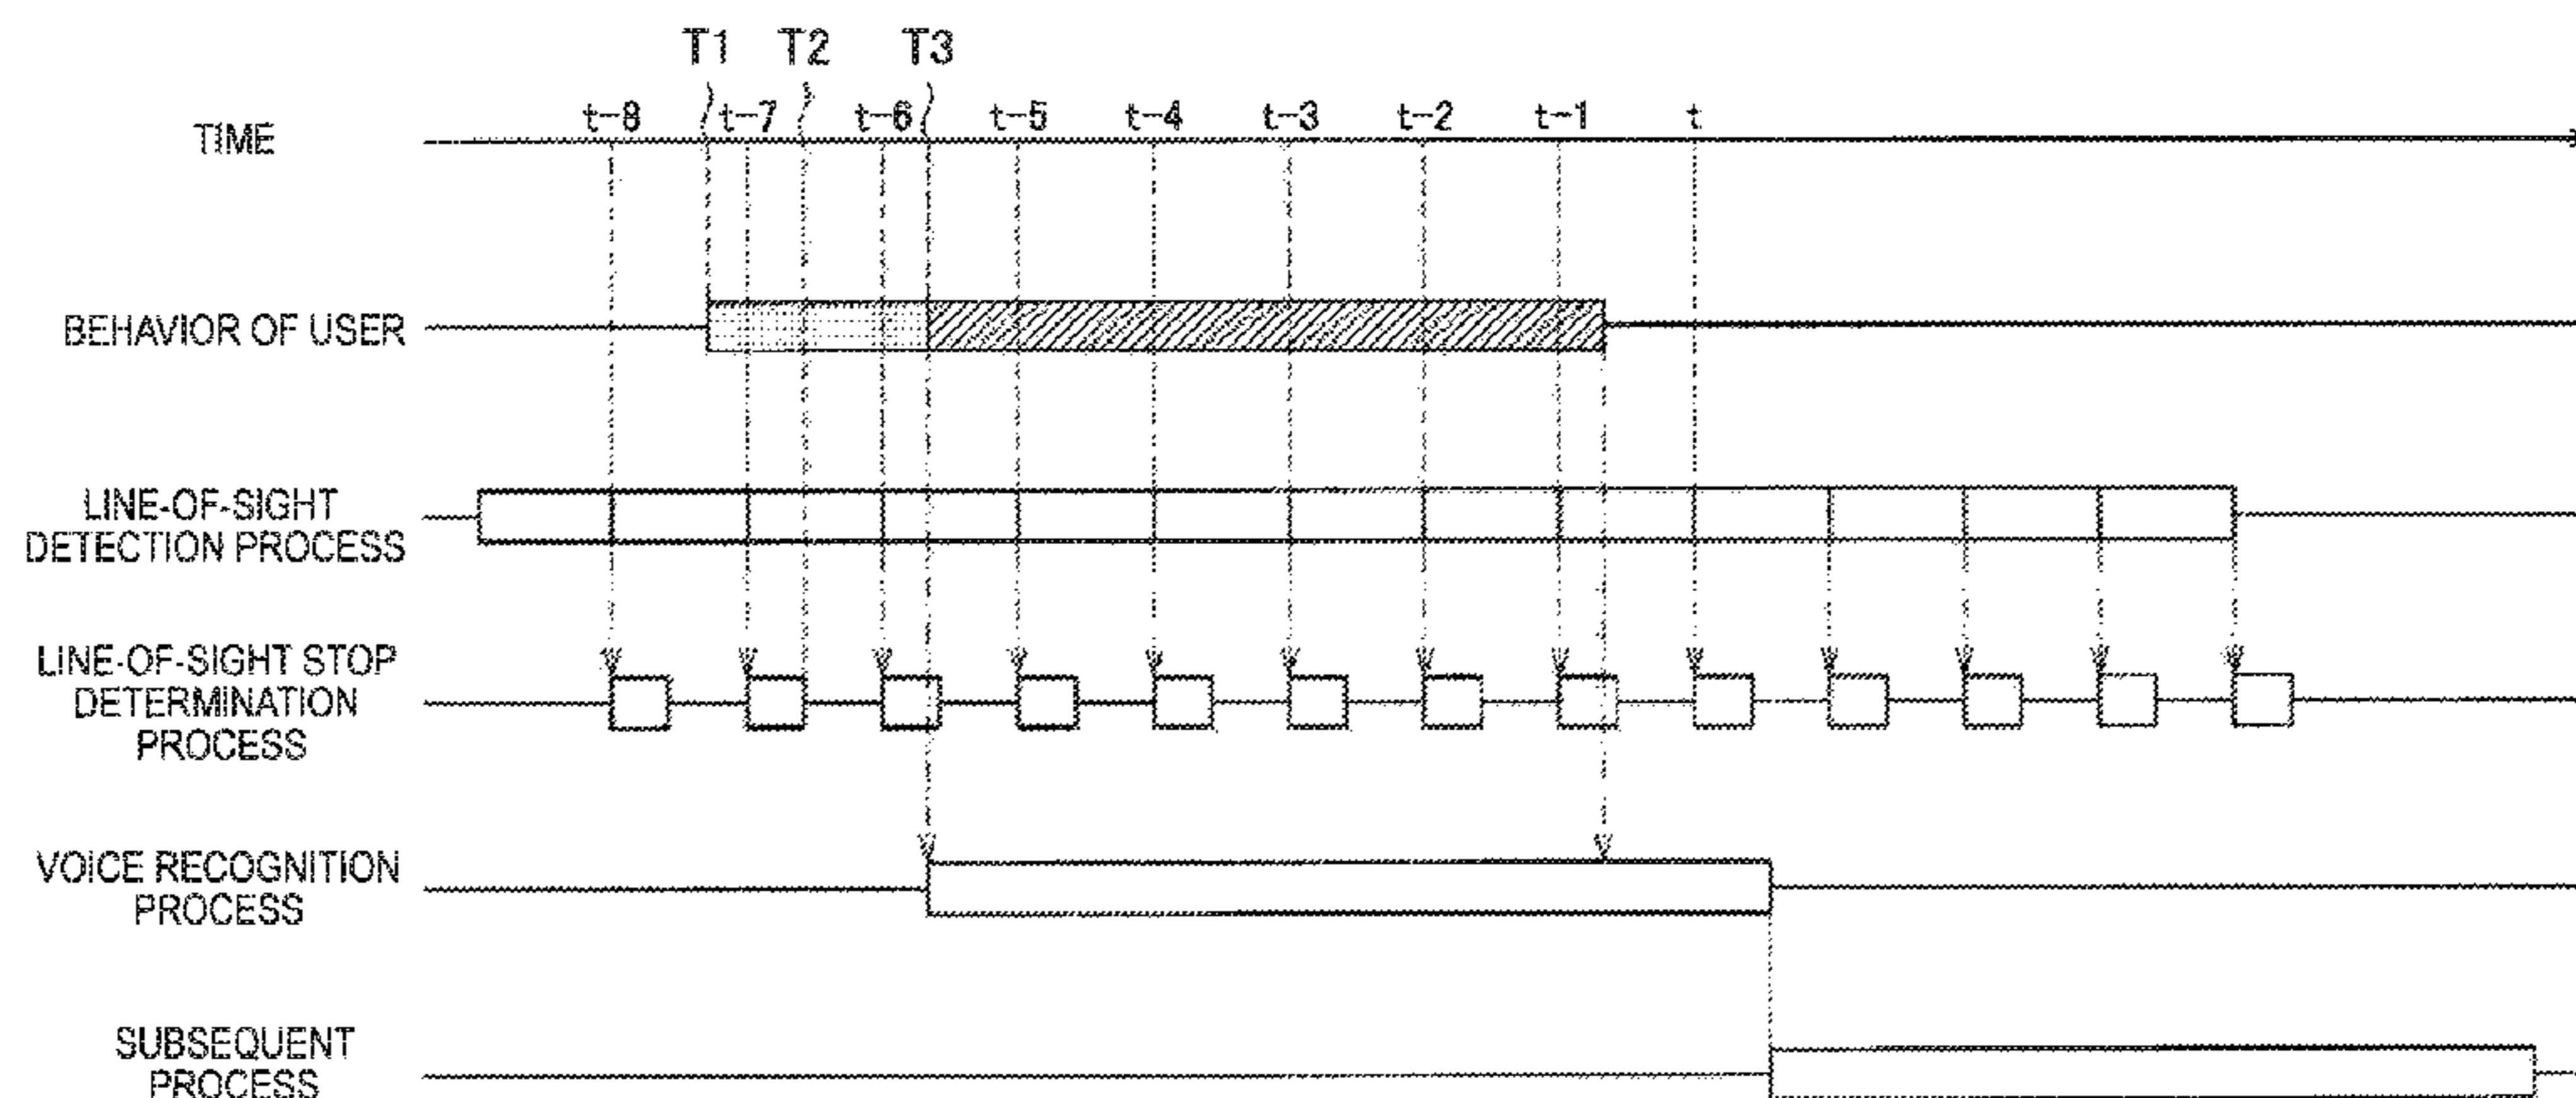 T1 T2 T3
t-8 t-7 t-6 t-5 t-4 t-3 t-2 t-1 t
TIME
BEHAVIOR OF USER
LINE-OF-SIGHT
DETECTION PROCESS
LINE-OF-SIGHT STOP
DETERMINATION
PROCESS
VOICE RECOGNITION
PROCESS
SUBSEQUENT
PROCESS